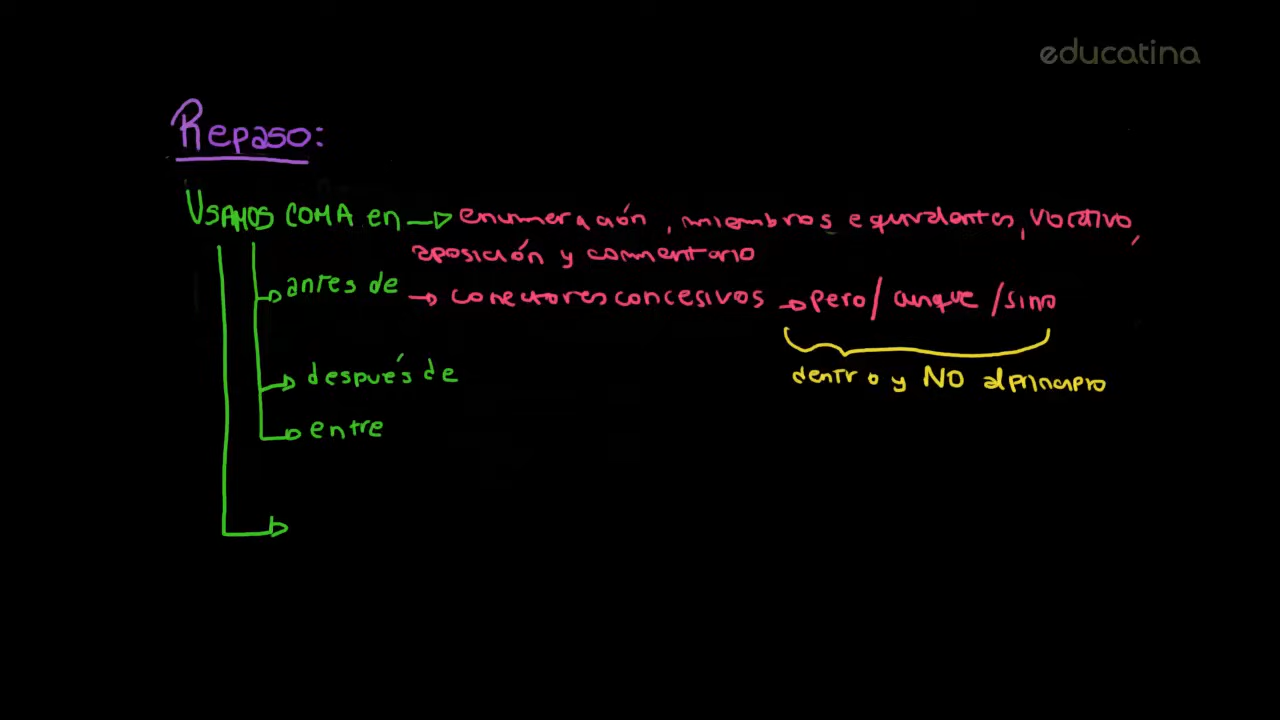 educatina
Repaso:
USAMOS COMA en → enumeración, miembros equivalentes, vocativo,
aposición y commentario
antes de → conectores concesivos → pero / aunque / sino
dentro y NO al principio
después de
entre